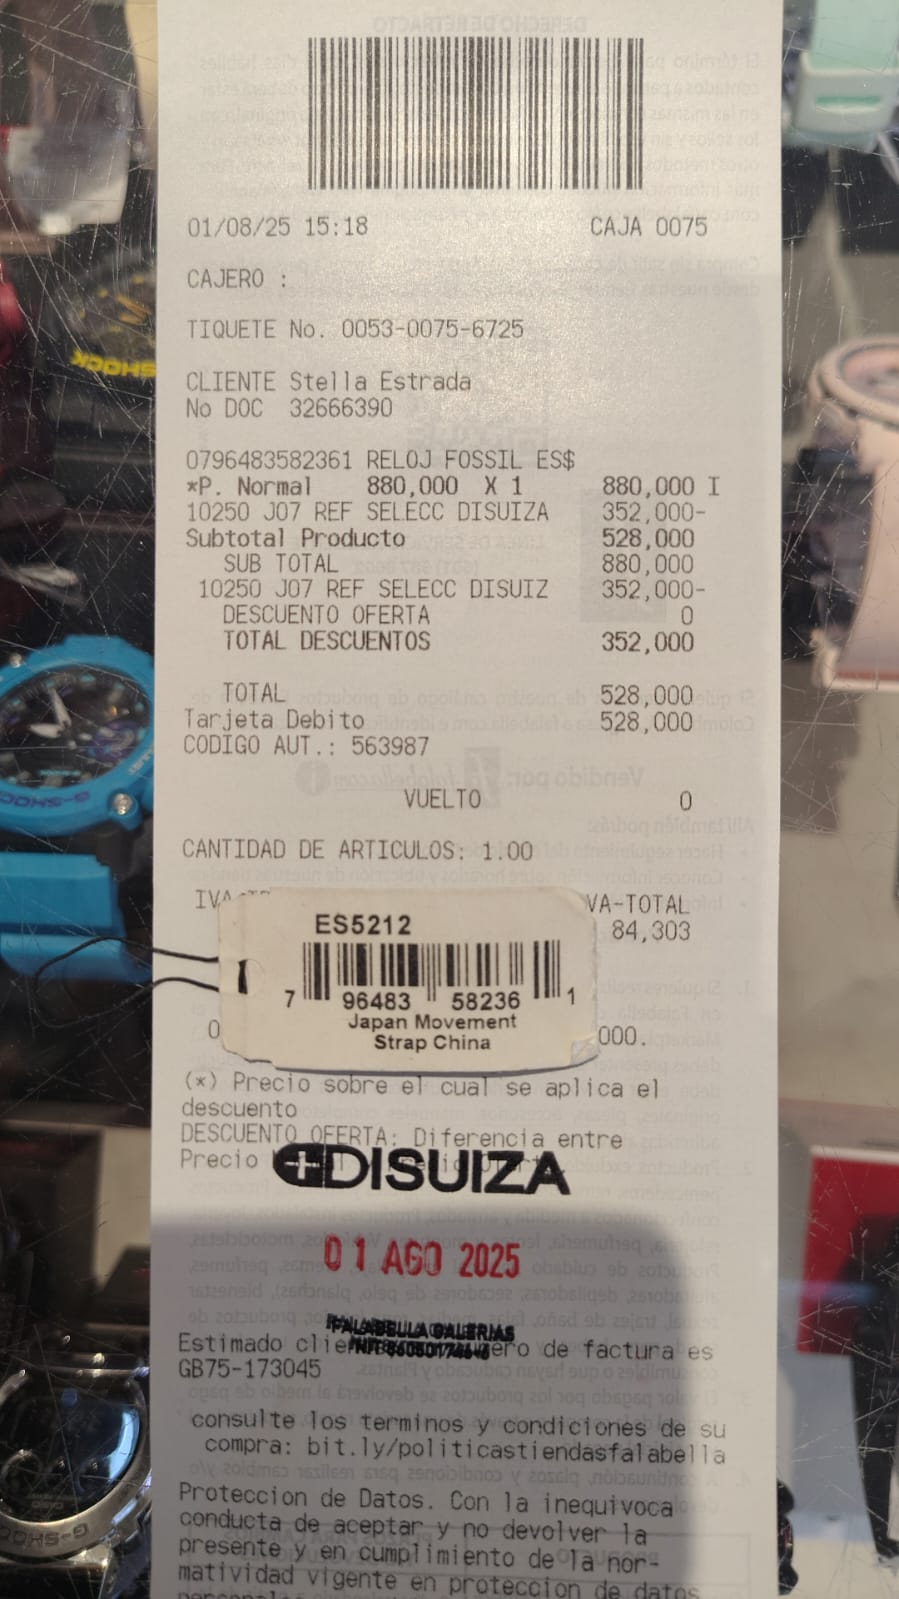 01/08/25 15:18 CAJA 0075
CAJERO :
TIQUETE No. 0053-0075-6725
CLIENTE Stella Estrada
No DOC 32666390
0796483582361 RELOJ FOSSIL ES$
*P. Normal 880,000 X 1 880,000 I
10250 J07 REF SELECC DISUIZA 352,000-
Subtotal Producto 528,000
SUB TOTAL 880,000
10250 J07 REF SELECC DISUIZ 352,000-
DESCUENTO OFERTA 0
TOTAL DESCUENTOS 352,000
TOTAL 528,000
Tarjeta Debito 528,000
CODIGO AUT.: 563987
VUELTO 0
CANTIDAD DE ARTICULOS: 1.00
VA-TOTAL
84,303
ES5212
7 96483 58236 1
Japan Movement
Strap China
000.
(*) Precio sobre el cual se aplica el
descuento
DESCUENTO OFERTA: Diferencia entre
Precio
DISUIZA
01 AGO 2025
FALABELLA GALERIAS
Estimado factura es
GB75-173045
consulte los terminos y condiciones de su
compra: bit.ly/politicastiendasfalabella
Proteccion de Datos. Con la inequivoca
conducta de aceptar y no devolver la
presente y en cumplimiento de la nor-
matividad vigente en proteccion de datos
G-SHOCK
G-SHOCK